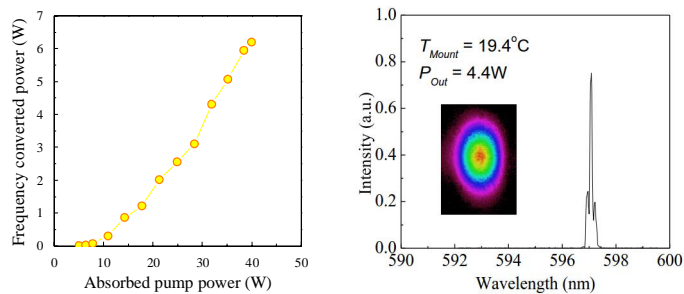 Frequency converted power (W)
7
6
5
4
3
2
1
0
0 10 20 30 40 50
Absorbed pump power (W)
Intensity (a.u.)
1.0
0.8
0.6
0.4
0.2
0.0
T_Mount = 19.4°C
P_Out = 4.4W
590 592 594 596 598 600
Wavelength (nm)